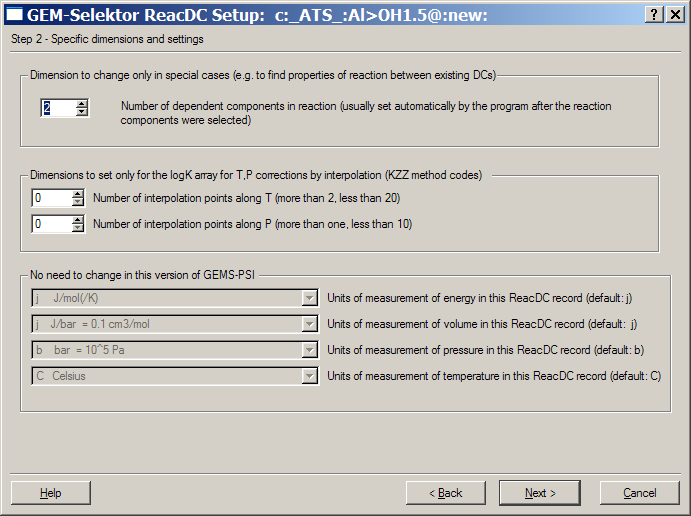 GEM-Selektor ReacDC Setup:  c:_ATS_:Al>OH1.5@:new:
Step 2 - Specific dimensions and settings
Dimension to change only in special cases (e.g. to find properties of reaction between existing DCs)
2 Number of dependent components in reaction (usually set automatically by the program after the reaction
components were selected)
Dimensions to set only for the logK array for T,P corrections by interpolation (KZZ method codes)
0 Number of interpolation points along T (more than 2, less than 20)
0 Number of interpolation points along P (more than one, less than 10)
No need to change in this version of GEMS-PSI
j J/mol(/K) Units of measurement of energy in this ReacDC record (default: j)
j J/bar = 0.1 cm3/mol Units of measurement of volume in this ReacDC record (default: j)
b bar = 10^5 Pa Units of measurement of pressure in this ReacDC record (default: b)
C Celsius Units of measurement of temperature in this ReacDC record (default: C)
Help < Back Next > Cancel